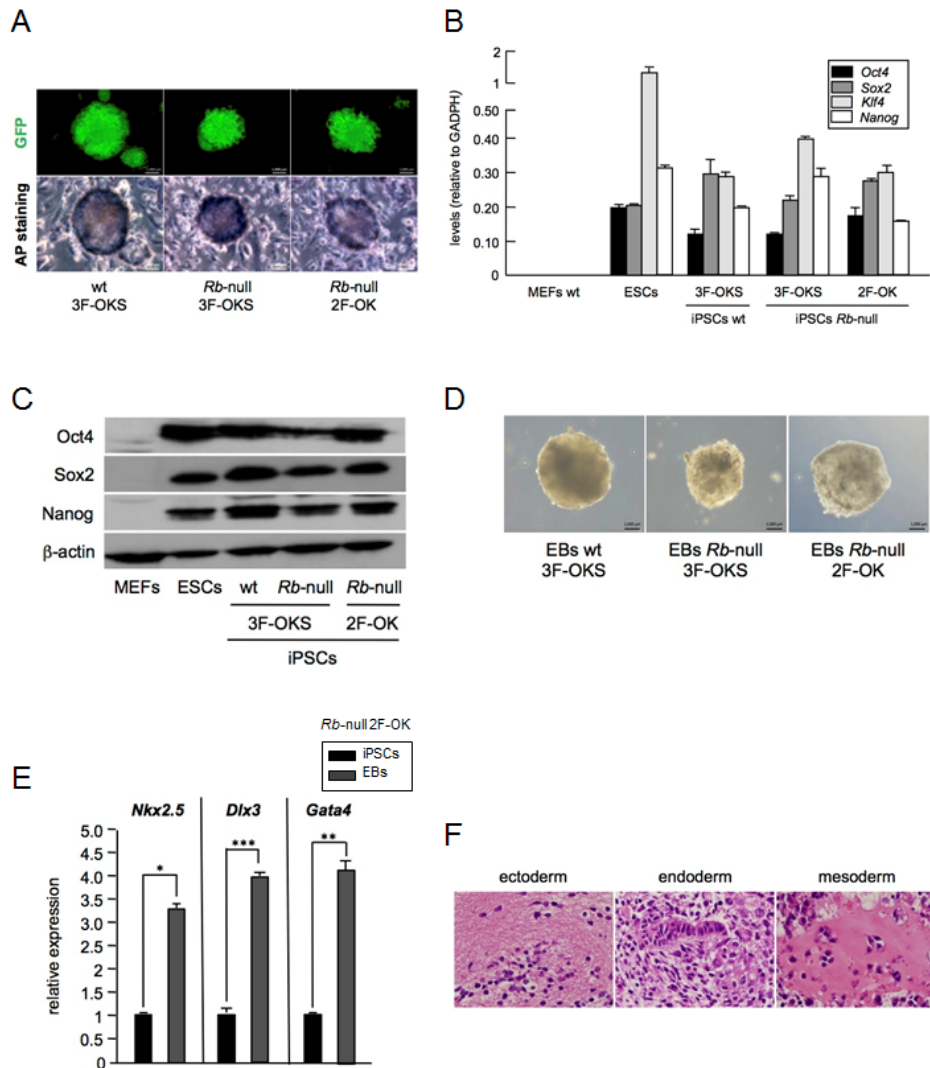 A
GFP
AP staining
wt
3F-OKS
Rb-null
3F-OKS
Rb-null
2F-OK
B
levels (relative to GADPH)
2
1
0.50
0.40
0.30
0.20
0.10
0
Oct4
Sox2
Klf4
Nanog
MEFs wt
ESCs
3F-OKS
3F-OKS
2F-OK
iPSCs wt
iPSCs Rb-null
C
Oct4
Sox2
Nanog
β-actin
MEFs
ESCs
wt
Rb-null
Rb-null
3F-OKS
2F-OK
iPSCs
D
EBs wt
3F-OKS
EBs Rb-null
3F-OKS
EBs Rb-null
2F-OK
E
Rb-null 2F-OK
iPSCs
EBs
Nkx2.5
Dlx3
Gata4
relative expression
5.0
4.5
4.0
3.5
3.0
2.5
2.0
1.5
1
0.5
0
*
***
**
F
ectoderm
endoderm
mesoderm